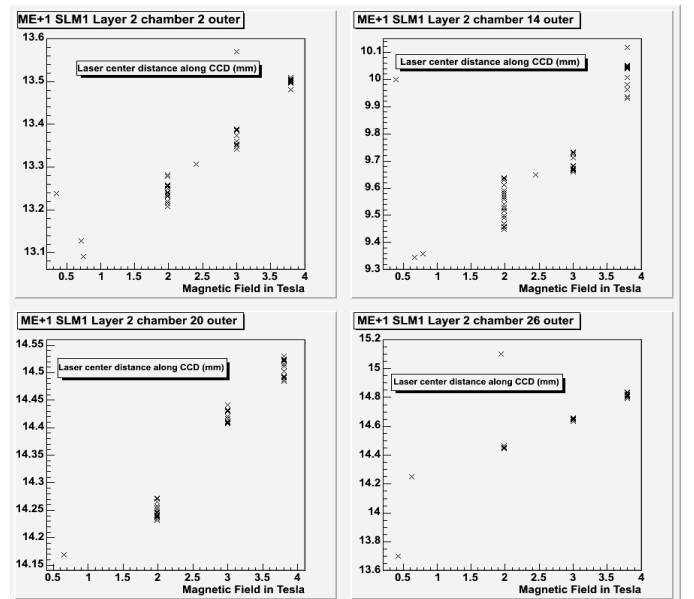 ME+1 SLM1 Layer 2 chamber 2 outer
Laser center distance along CCD (mm)
13.6
13.5
13.4
13.3
13.2
13.1
0.5 1 1.5 2 2.5 3 3.5 4
Magnetic Field in Tesla
ME+1 SLM1 Layer 2 chamber 14 outer
Laser center distance along CCD (mm)
10.1
10
9.9
9.8
9.7
9.6
9.5
9.4
9.3
0.5 1 1.5 2 2.5 3 3.5 4
Magnetic Field in Tesla
ME+1 SLM1 Layer 2 chamber 20 outer
Laser center distance along CCD (mm)
14.55
14.5
14.45
14.4
14.35
14.3
14.25
14.2
14.15
0.5 1 1.5 2 2.5 3 3.5 4
Magnetic Field in Tesla
ME+1 SLM1 Layer 2 chamber 26 outer
Laser center distance along CCD (mm)
15.2
15
14.8
14.6
14.4
14.2
14
13.8
13.6
0.5 1 1.5 2 2.5 3 3.5 4
Magnetic Field in Tesla